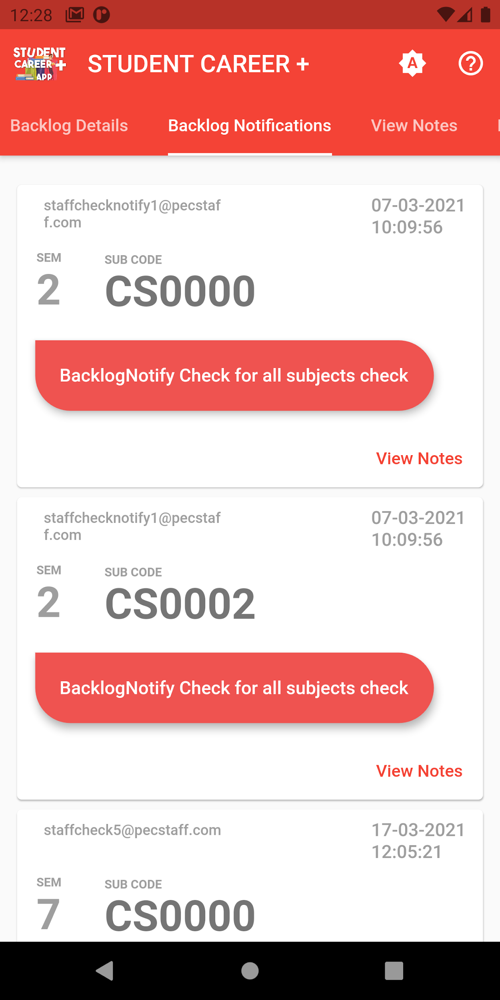 12:28
STUDENT
CAREER +
APP
STUDENT CAREER +
A
Backlog Details
Backlog Notifications
View Notes
staffchecknotify1@pecstaf
f.com
07-03-2021
10:09:56
SEM
SUB CODE
2
CS0000
BacklogNotify Check for all subjects check
View Notes
staffchecknotify1@pecstaf
f.com
07-03-2021
10:09:56
SEM
SUB CODE
2
CS0002
BacklogNotify Check for all subjects check
View Notes
staffcheck5@pecstaff.com
17-03-2021
12:05:21
SEM
SUB CODE
7
CS0000